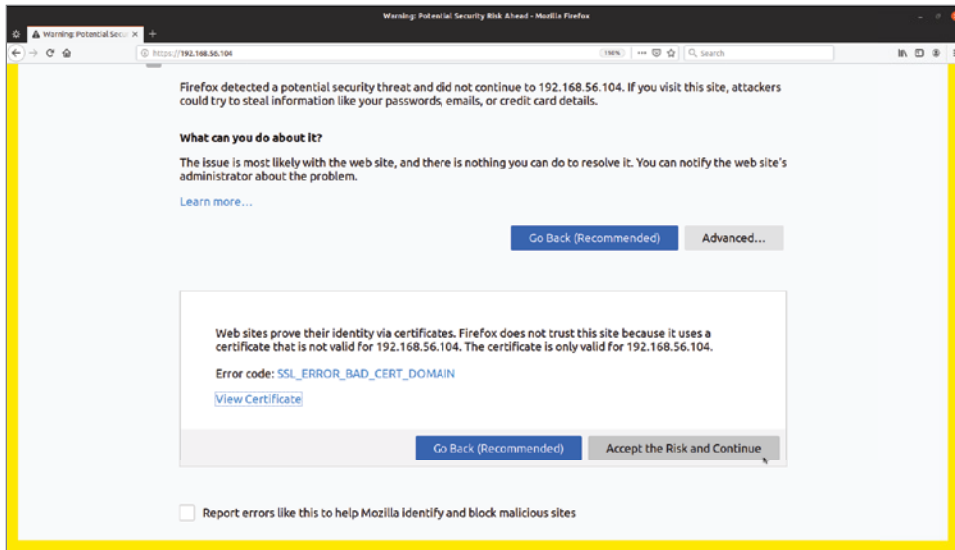 Warning: Potential Security Risk Ahead - Mozilla Firefox
Warning: Potential Secu
https://192.168.56.104
150%
Search
Firefox detected a potential security threat and did not continue to 192.168.56.104. If you visit this site, attackers
could try to steal information like your passwords, emails, or credit card details.
What can you do about it?
The issue is most likely with the web site, and there is nothing you can do to resolve it. You can notify the web site's
administrator about the problem.
Learn more…
Go Back (Recommended)
Advanced…
Web sites prove their identity via certificates. Firefox does not trust this site because it uses a
certificate that is not valid for 192.168.56.104. The certificate is only valid for 192.168.56.104.
Error code: SSL_ERROR_BAD_CERT_DOMAIN
View Certificate
Go Back (Recommended)
Accept the Risk and Continue
Report errors like this to help Mozilla identify and block malicious sites